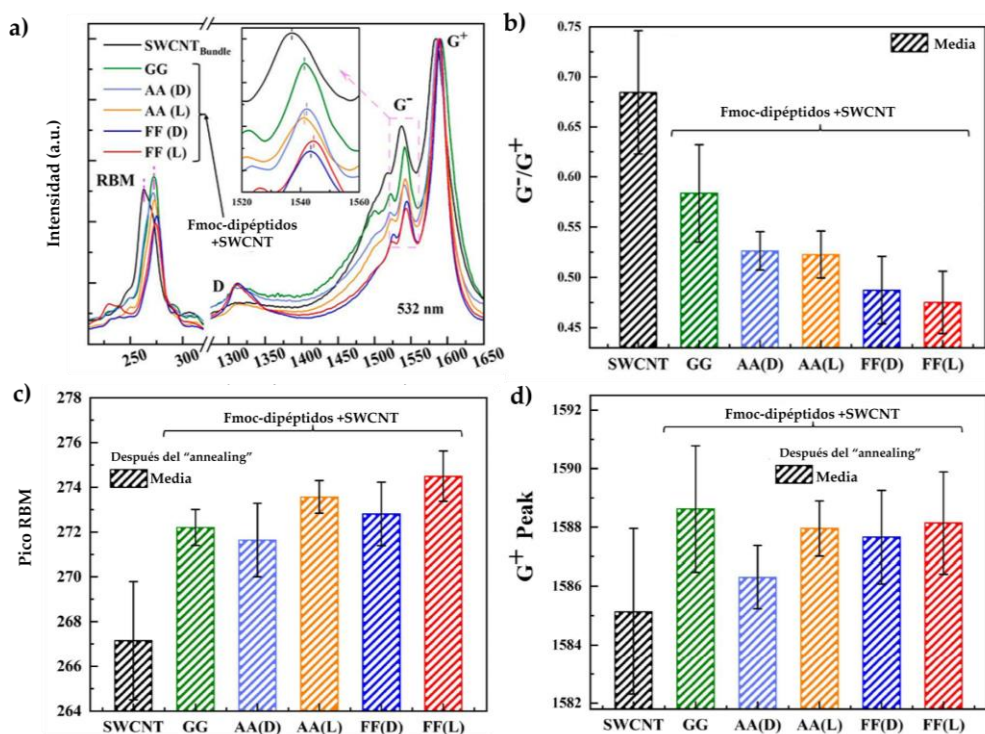 a)
SWCNT Bundle
GG
AA (D)
AA (L)
FF (D)
FF (L)
RBM
Fmoc-dipéptidos
+SWCNT
G⁻
G⁺
D
532 nm
1520 1540 1560
250 300 1300 1350 1400 1450 1500 1550 1600 1650
Intensidad (a.u.)
b)
Media
Fmoc-dipéptidos +SWCNT
G⁻/G⁺
0.75
0.70
0.65
0.60
0.55
0.50
0.45
SWCNT GG AA(D) AA(L) FF(D) FF(L)
c)
Fmoc-dipéptidos +SWCNT
Después del "annealing"
Media
Pico RBM
278
276
274
272
270
268
266
264
SWCNT GG AA(D) AA(L) FF(D) FF(L)
d)
Fmoc-dipéptidos +SWCNT
Después del "annealing"
Media
G⁺ Peak
1592
1590
1588
1586
1584
1582
SWCNT GG AA(D) AA(L) FF(D) FF(L)